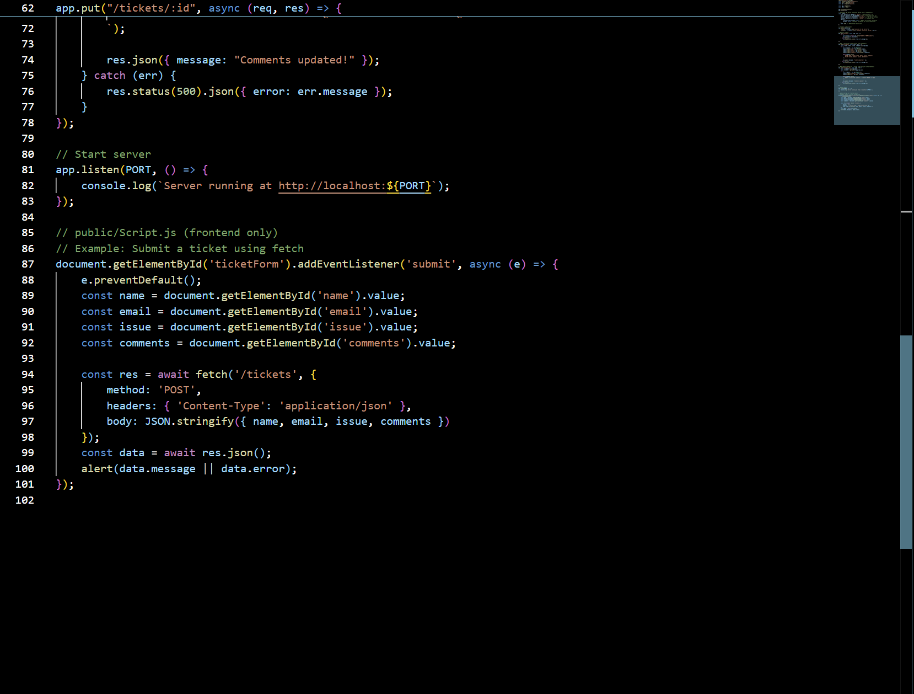 62 app.put("/tickets/:id", async (req, res) => {
72 `);
73
74 res.json({ message: "Comments updated!" });
75 } catch (err) {
76 res.status(500).json({ error: err.message });
77 }
78 });
79
80 // Start server
81 app.listen(PORT, () => {
82 console.log(`Server running at http://localhost:${PORT}`);
83 });
84
85 // public/Script.js (frontend only)
86 // Example: Submit a ticket using fetch
87 document.getElementById('ticketForm').addEventListener('submit', async (e) => {
88 e.preventDefault();
89 const name = document.getElementById('name').value;
90 const email = document.getElementById('email').value;
91 const issue = document.getElementById('issue').value;
92 const comments = document.getElementById('comments').value;
93
94 const res = await fetch('/tickets', {
95 method: 'POST',
96 headers: { 'Content-Type': 'application/json' },
97 body: JSON.stringify({ name, email, issue, comments })
98 });
99 const data = await res.json();
100 alert(data.message || data.error);
101 });
102